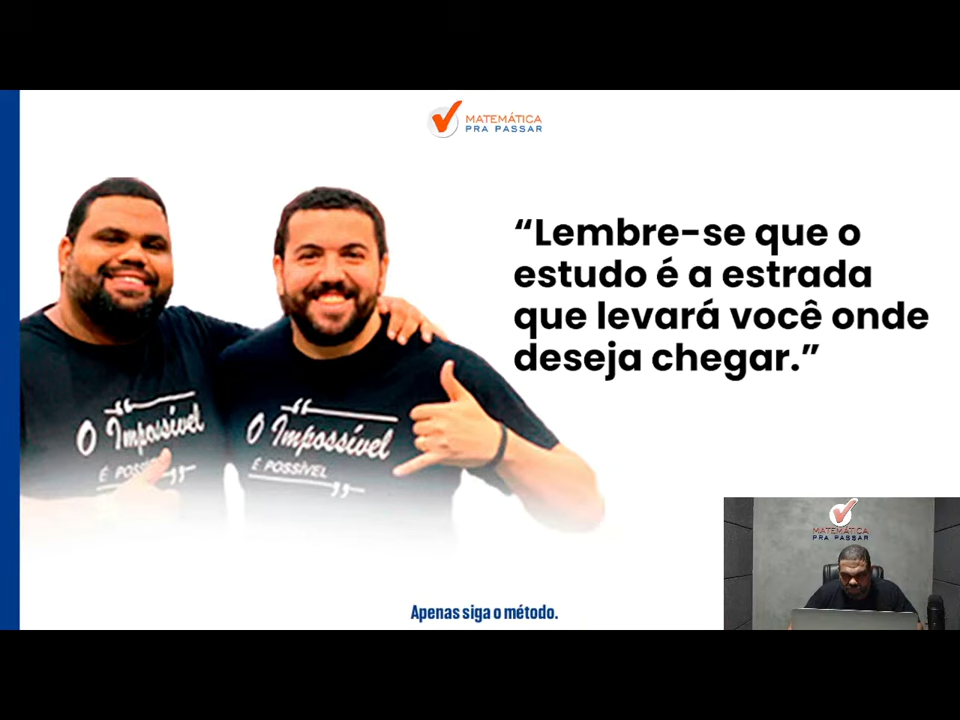 MATEMÁTICA
PRA PASSAR
“Lembre-se que o
estudo é a estrada
que levará você onde
deseja chegar.”
“ O Impossível
É POSSÍVEL ”
“ O Impossível
É POSSÍVEL ”
MATEMÁTICA
PRA PASSAR
Apenas siga o método.